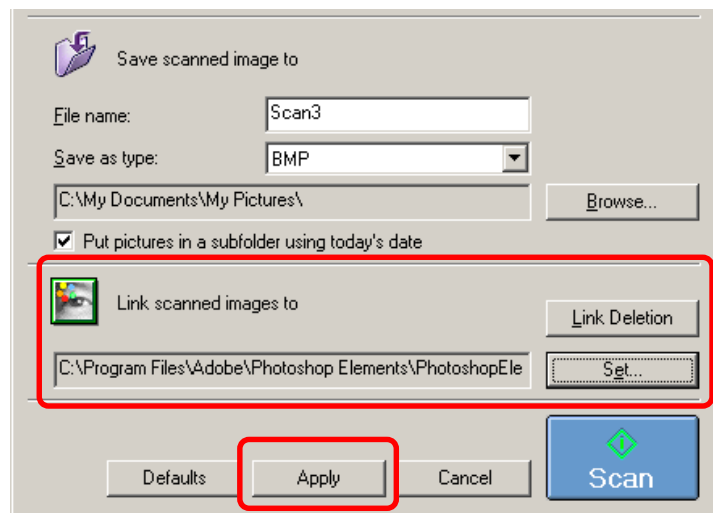 Save scanned image to
File name: Scan3
Save as type: BMP
C:\My Documents\My Pictures\ Browse...
Put pictures in a subfolder using today's date
Link scanned images to
Link Deletion
C:\Program Files\Adobe\Photoshop Elements\PhotoshopEle Set...
Defaults Apply Cancel Scan